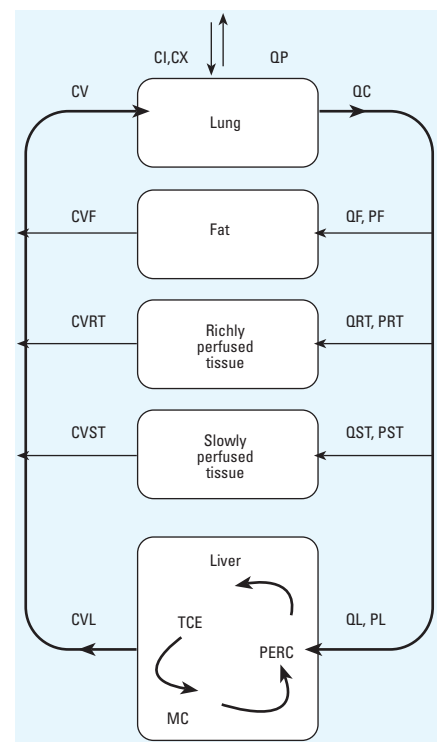 CI,CX
QP
CV
QC
Lung
CVF
Fat
QF, PF
CVRT
Richly
perfused
tissue
QRT, PRT
CVST
Slowly
perfused
tissue
QST, PST
Liver
CVL
TCE
PERC
QL, PL
MC